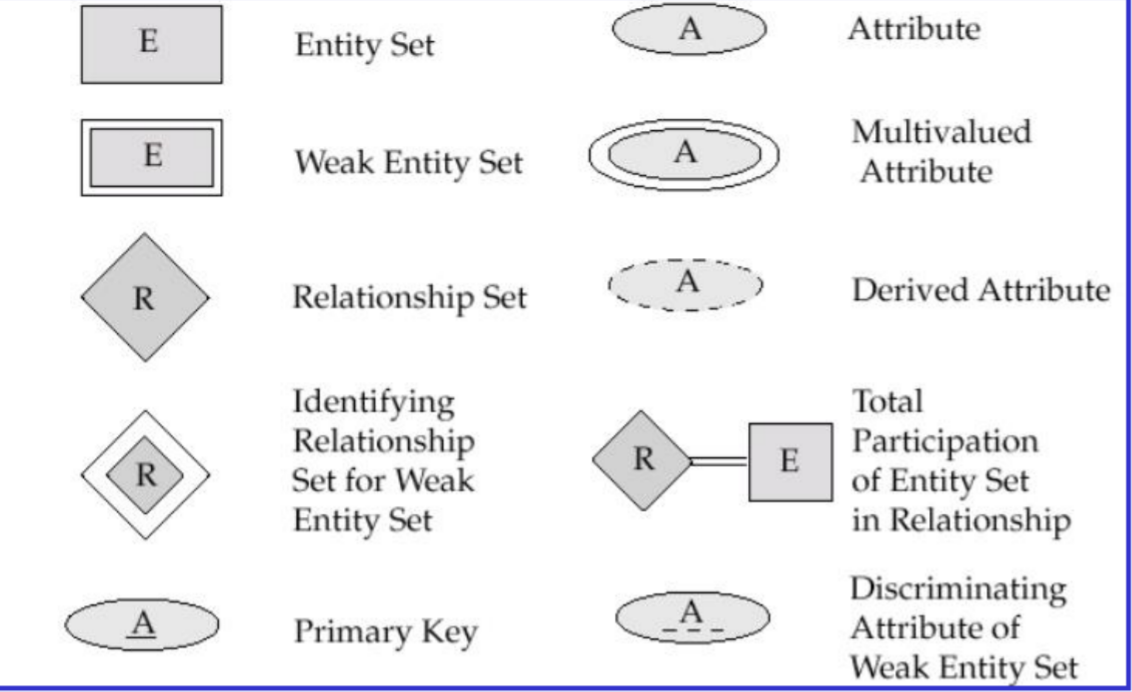 E
Entity Set
A
Attribute
E
Weak Entity Set
A
Multivalued
Attribute
R
Relationship Set
A
Derived Attribute
R
Identifying
Relationship
Set for Weak
Entity Set
R
E
Total
Participation
of Entity Set
in Relationship
A
Primary Key
A
Discriminating
Attribute of
Weak Entity Set